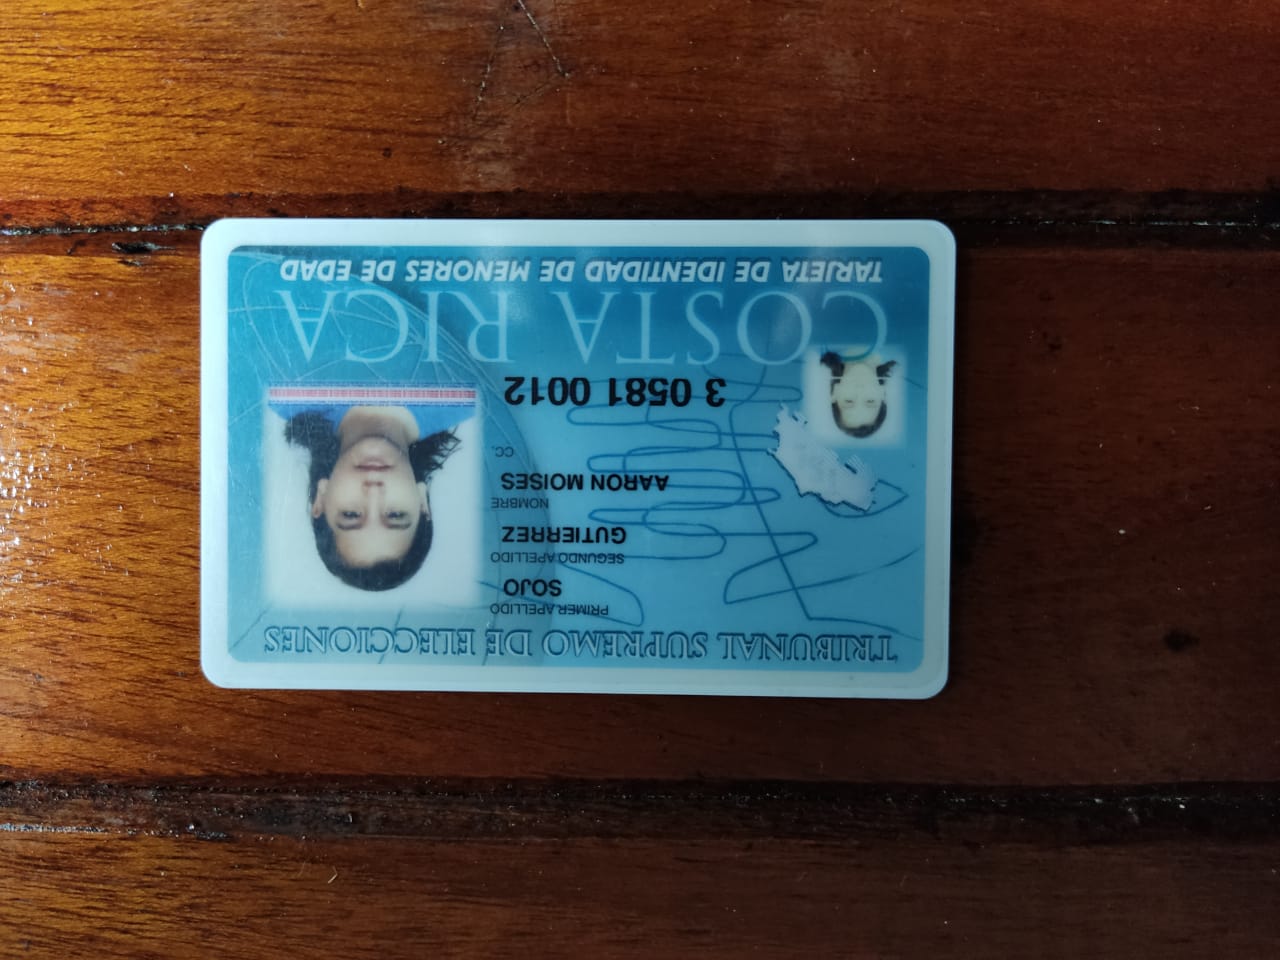 TARJETA DE IDENTIDAD DE MENORES DE EDAD
COSTA RICA
3 0581 0012
CC.
AARON MOISES
NOMBRE
GUTIERREZ
SEGUNDO APELLIDO
SOJO
PRIMER APELLIDO
TRIBUNAL SUPREMO DE ELECCIONES